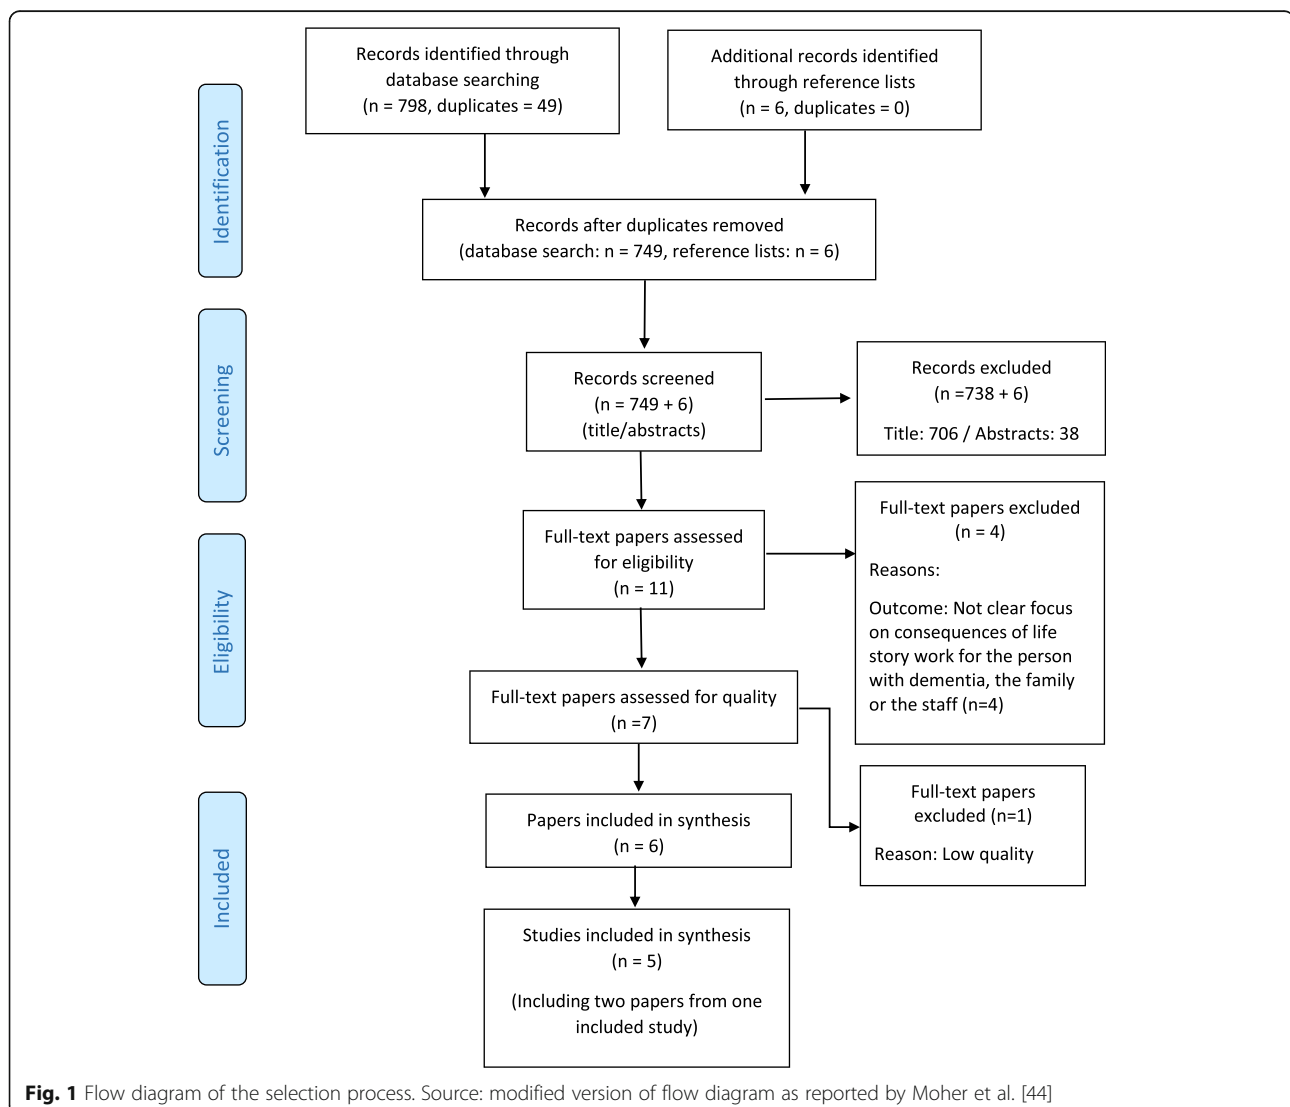 Records identified through
database searching
(n = 798, duplicates = 49)
Additional records identified
through reference lists
(n = 6, duplicates = 0)
Identification
Records after duplicates removed
(database search: n = 749, reference lists: n = 6)
Screening
Records screened
(n = 749 + 6)
(title/abstracts)
Records excluded
(n =738 + 6)
Title: 706 / Abstracts: 38
Eligibility
Full-text papers assessed
for eligibility
(n = 11)
Full-text papers excluded
(n = 4)
Reasons:
Outcome: Not clear focus
on consequences of life
story work for the person
with dementia, the family
or the staff (n=4)
Full-text papers assessed for quality
(n =7)
Full-text papers
excluded (n=1)
Reason: Low quality
Included
Papers included in synthesis
(n = 6)
Studies included in synthesis
(n = 5)
(Including two papers from one
included study)
Fig. 1 Flow diagram of the selection process. Source: modified version of flow diagram as reported by Moher et al. [44]